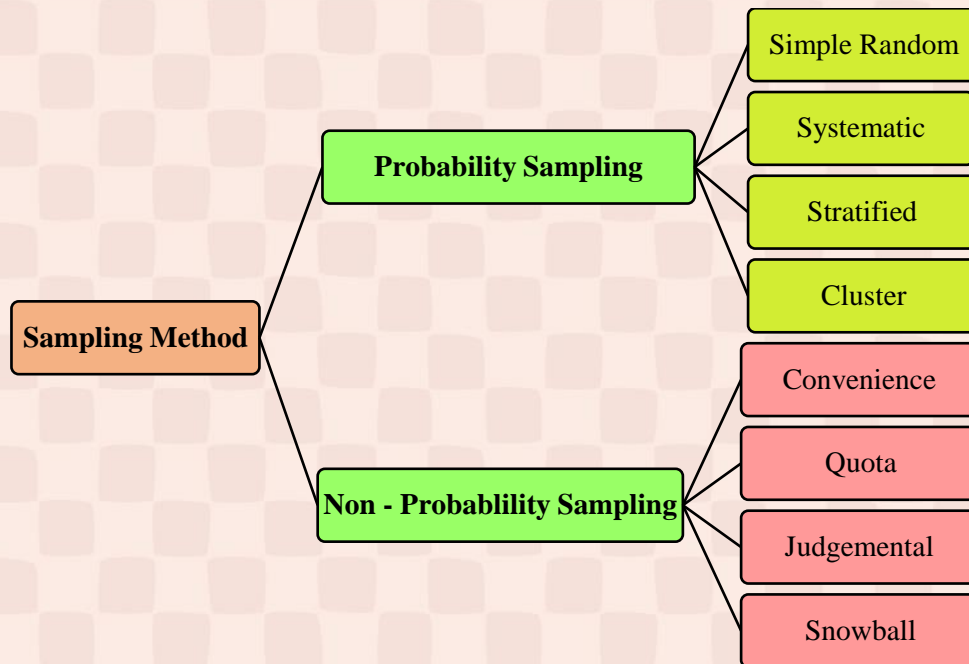 Sampling Method
Probability Sampling
Simple Random
Systematic
Stratified
Cluster
Non - Probablility Sampling
Convenience
Quota
Judgemental
Snowball